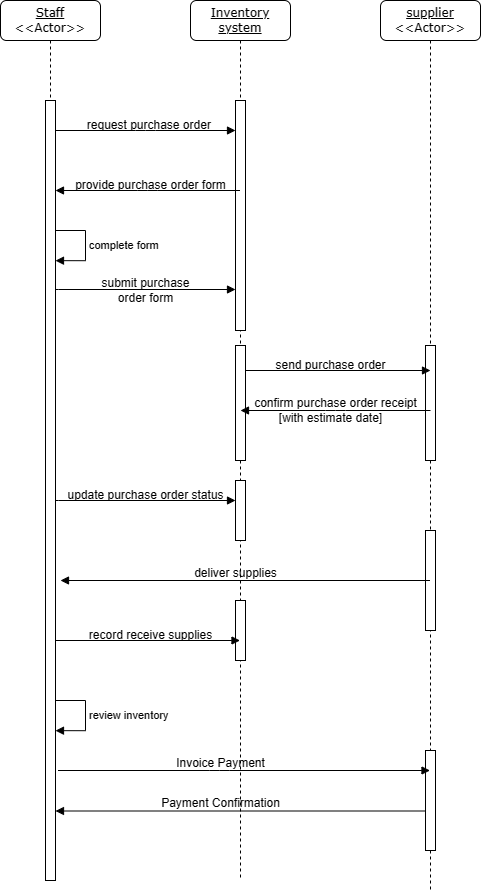 Staff
<<Actor>>
Inventory
system
supplier
<<Actor>>
request purchase order
provide purchase order form
complete form
submit purchase
order form
send purchase order
confirm purchase order receipt
[with estimate date]
update purchase order status
deliver supplies
record receive supplies
review inventory
Invoice Payment
Payment Confirmation